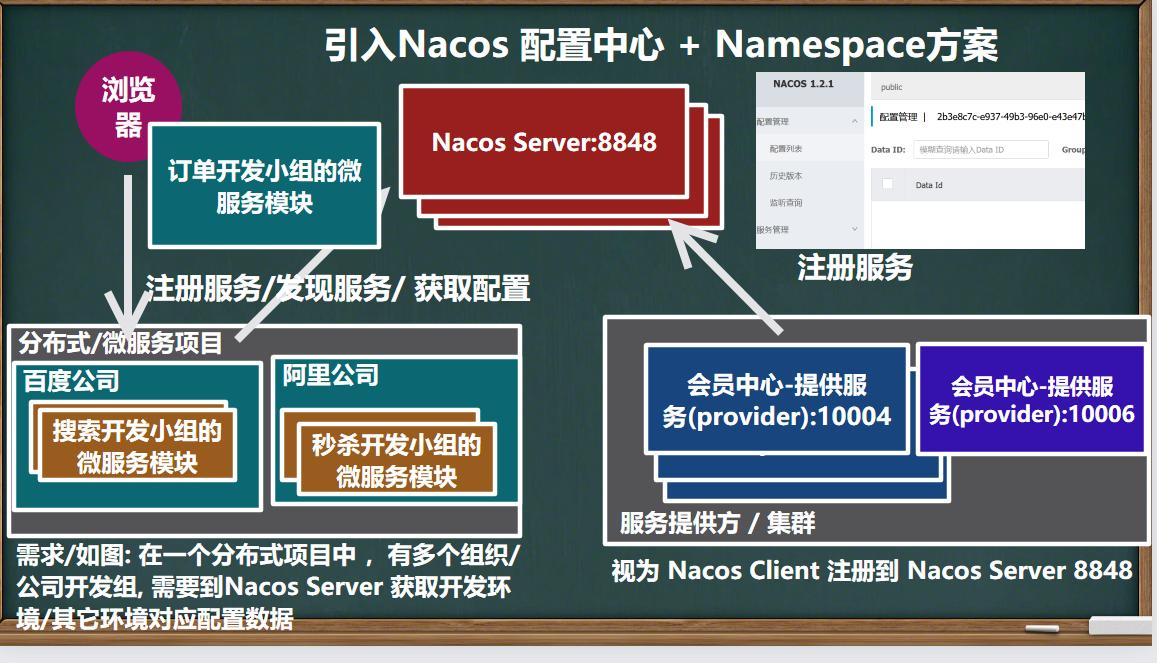 引入Nacos 配置中心 + Namespace方案
浏览
器
订单开发小组的微
服务模块
Nacos Server:8848
NACOS 1.2.1
public
配置管理
配置管理 | 2b3e8c7c-e937-49b3-96e0-e43e47b
配置列表
Data ID:
模糊查询请输入Data ID
Group
历史版本
Data Id
监听查询
服务管理
注册服务
注册服务/发现服务/ 获取配置
分布式/微服务项目
百度公司
搜索开发小组的
微服务模块
阿里公司
秒杀开发小组的
微服务模块
会员中心-提供服
务(provider):10004
会员中心-提供服
务(provider):10006
服务提供方 / 集群
需求/如图: 在一个分布式项目中 ，有多个组织/
公司开发组, 需要到Nacos Server 获取开发环
境/其它环境对应配置数据
视为 Nacos Client 注册到 Nacos Server 8848